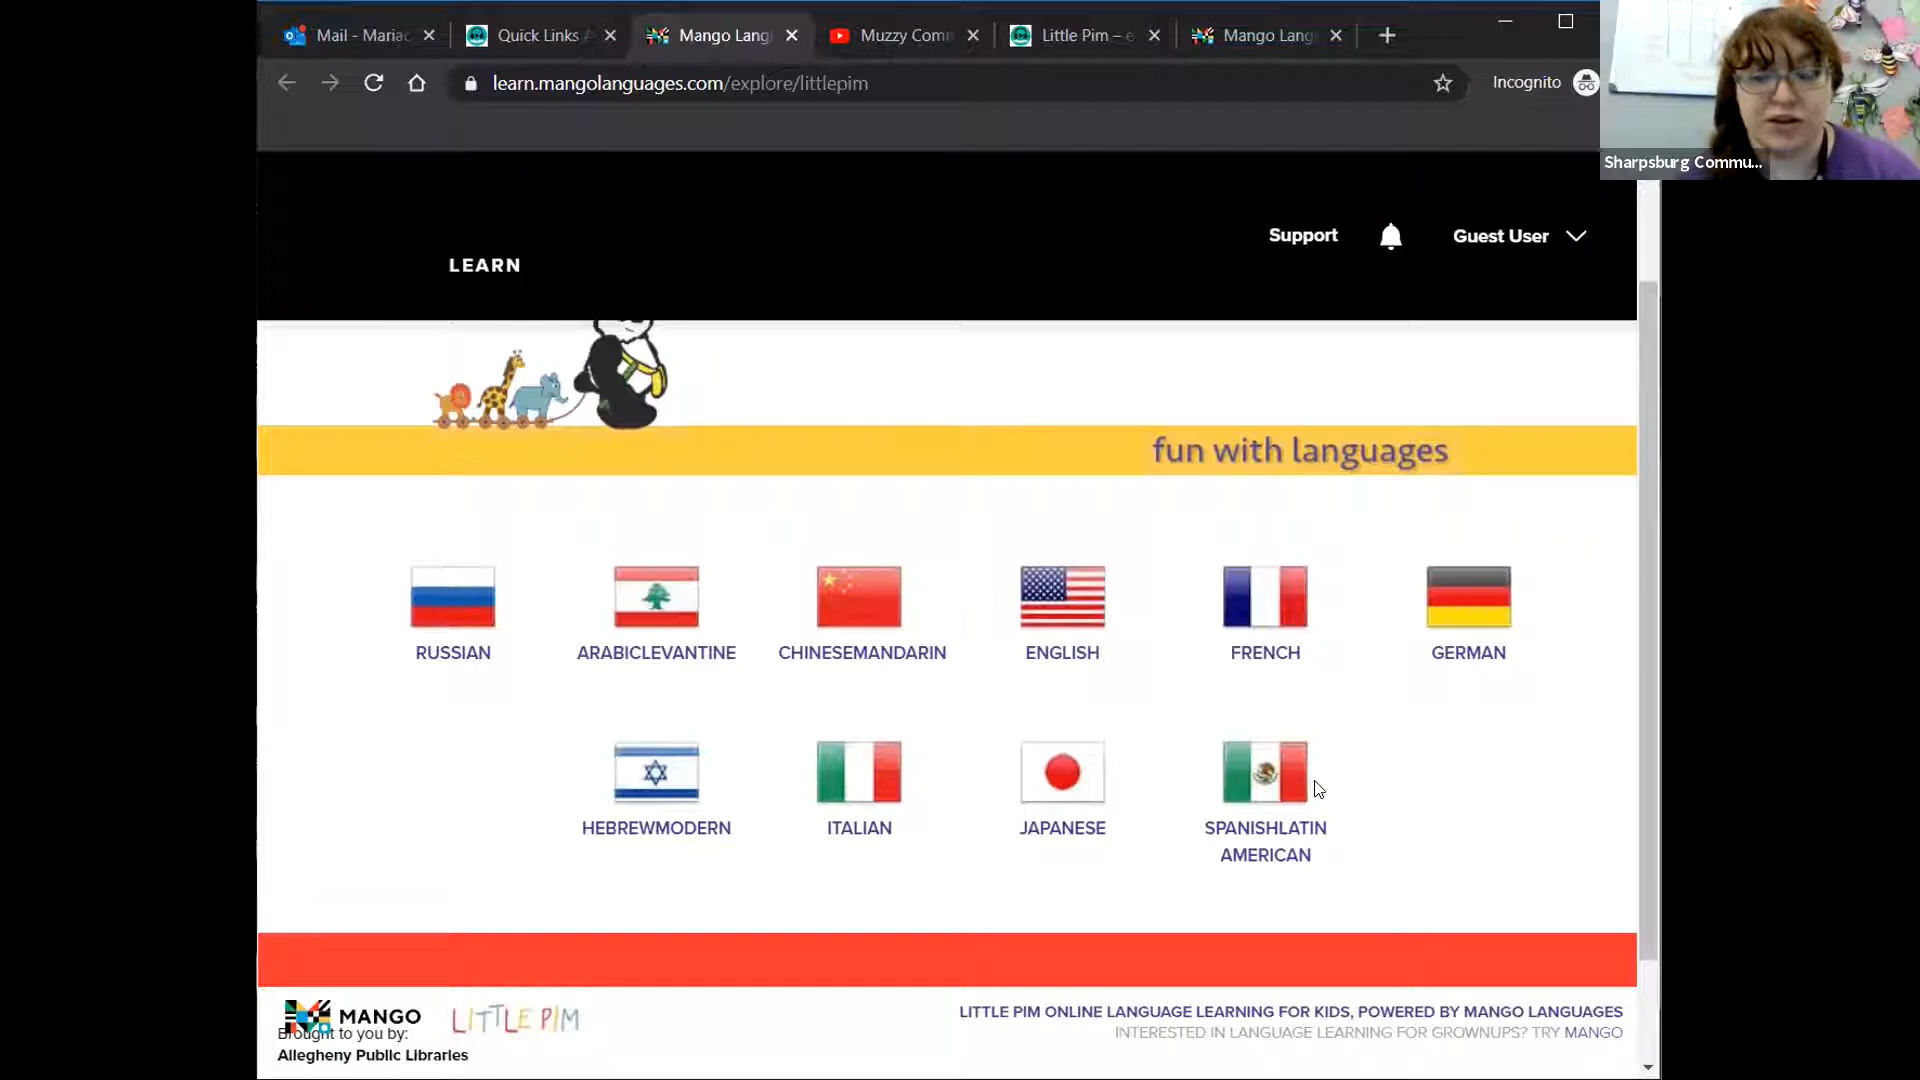 Mail - Maria
Quick Links
Mango Lang
Muzzy Com
Little Pim – e
Mango Lang
learn.mangolanguages.com/explore/littlepim
Incognito
Sharpsburg Commu...
Support
Guest User
LEARN
fun with languages
RUSSIAN
ARABICLEVANTINE
CHINESEMANDARIN
ENGLISH
FRENCH
GERMAN
HEBREWMODERN
ITALIAN
JAPANESE
SPANISHLATIN
AMERICAN
MANGO
LITTLE PIM
Brought to you by:
Allegheny Public Libraries
LITTLE PIM ONLINE LANGUAGE LEARNING FOR KIDS, POWERED BY MANGO LANGUAGES
INTERESTED IN LANGUAGE LEARNING FOR GROWNUPS? TRY MANGO